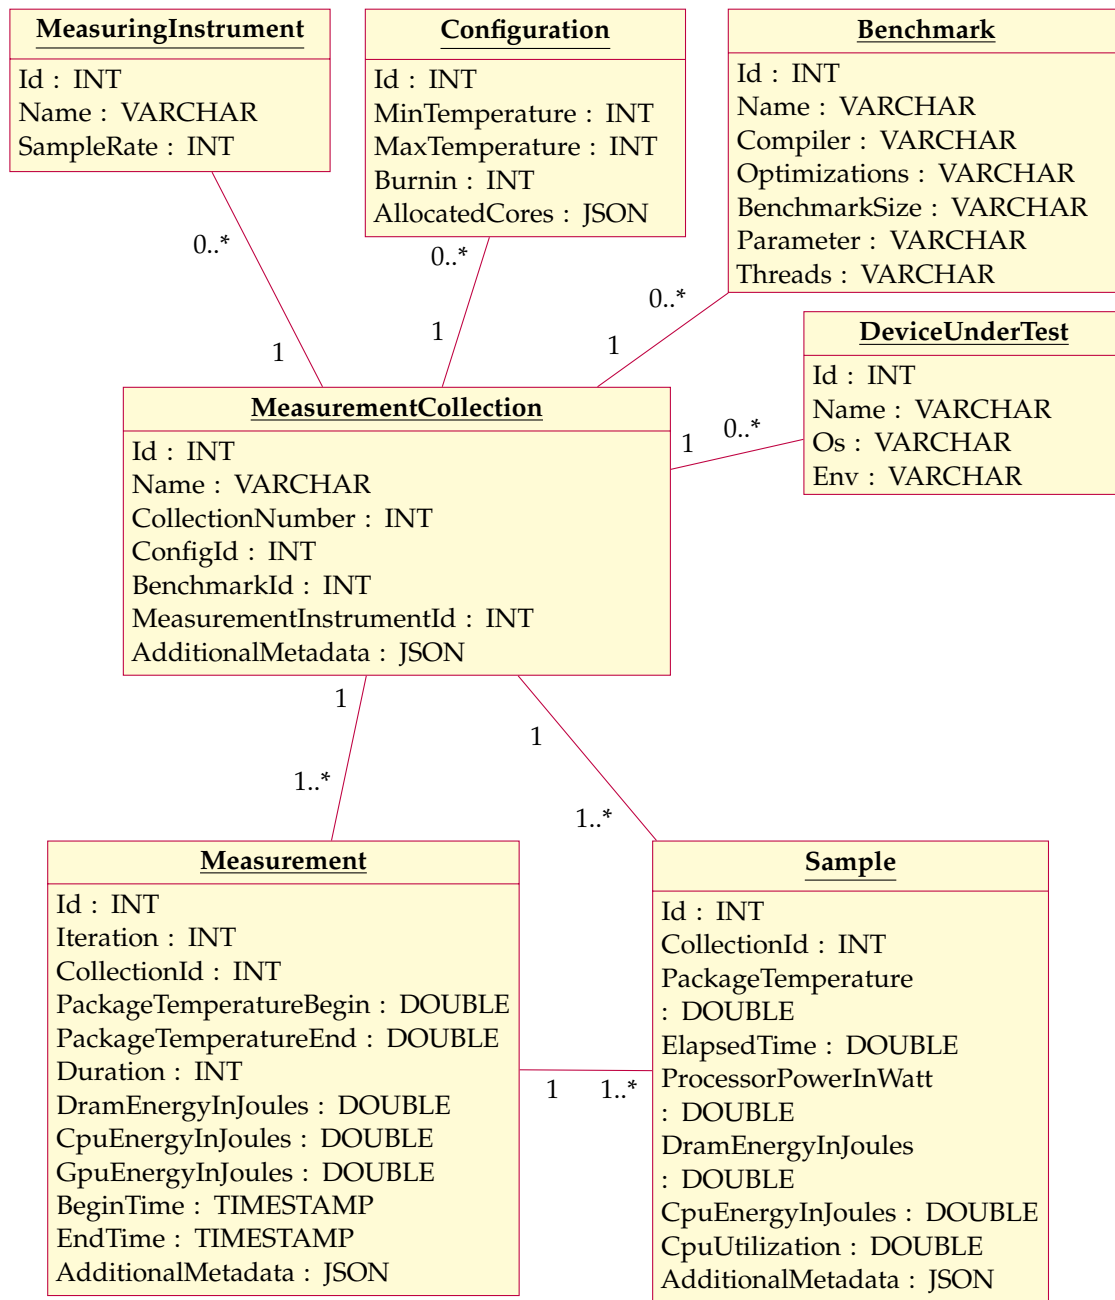 MeasuringInstrument
Id : INT
Name : VARCHAR
SampleRate : INT
Configuration
Id : INT
MinTemperature : INT
MaxTemperature : INT
Burnin : INT
AllocatedCores : JSON
Benchmark
Id : INT
Name : VARCHAR
Compiler : VARCHAR
Optimizations : VARCHAR
BenchmarkSize : VARCHAR
Parameter : VARCHAR
Threads : VARCHAR
0..*
0..*
0..*
1
1
1
DeviceUnderTest
Id : INT
Name : VARCHAR
Os : VARCHAR
Env : VARCHAR
0..*
1
MeasurementCollection
Id : INT
Name : VARCHAR
CollectionNumber : INT
ConfigId : INT
BenchmarkId : INT
MeasurementInstrumentId : INT
AdditionalMetadata : JSON
1
1
1..*
1..*
Measurement
Id : INT
Iteration : INT
CollectionId : INT
PackageTemperatureBegin : DOUBLE
PackageTemperatureEnd : DOUBLE
Duration : INT
DramEnergyInJoules : DOUBLE
CpuEnergyInJoules : DOUBLE
GpuEnergyInJoules : DOUBLE
BeginTime : TIMESTAMP
EndTime : TIMESTAMP
AdditionalMetadata : JSON
1
1..*
Sample
Id : INT
CollectionId : INT
PackageTemperature
: DOUBLE
ElapsedTime : DOUBLE
ProcessorPowerInWatt
: DOUBLE
DramEnergyInJoules
: DOUBLE
CpuEnergyInJoules : DOUBLE
CpuUtilization : DOUBLE
AdditionalMetadata : JSON